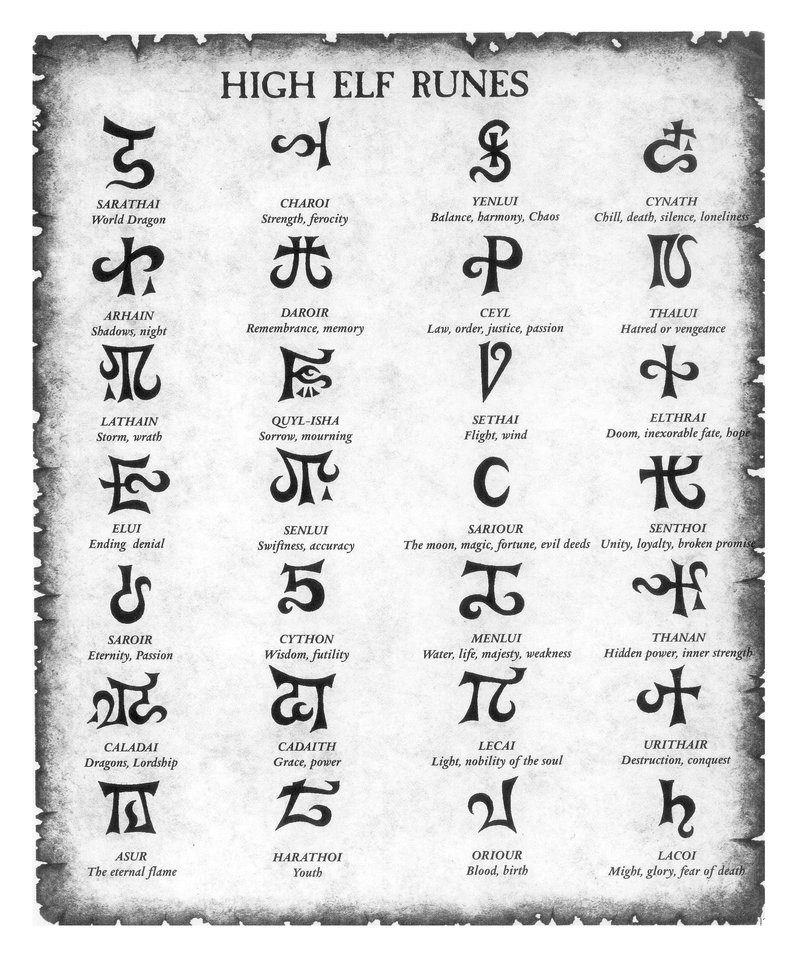 HIGH ELF RUNES
SARATHAI
World Dragon
CHAROI
Strength, ferocity
YENLUI
Balance, harmony, Chaos
CYNATH
Chill, death, silence, loneliness
ARHAIN
Shadows, night
DAROIR
Remembrance, memory
CEYL
Law, order, justice, passion
THALUI
Hatred or vengeance
LATHAIN
Storm, wrath
QUYL-ISHA
Sorrow, mourning
SETHAI
Flight, wind
ELTHRAI
Doom, inexorable fate, hope
ELUI
Ending denial
SENLUI
Swiftness, accuracy
SARIOUR
The moon, magic, fortune, evil deeds
SENTHOI
Unity, loyalty, broken promise
SAROIR
Eternity, Passion
CYTHON
Wisdom, futility
MENLUI
Water, life, majesty, weakness
THANAN
Hidden power, inner strength
CALADAI
Dragons, Lordship
CADAITH
Grace, power
LECAI
Light, nobility of the soul
URITHAIR
Destruction, conquest
ASUR
The eternal flame
HARATHOI
Youth
ORIOUR
Blood, birth
LACOI
Might, glory, fear of death